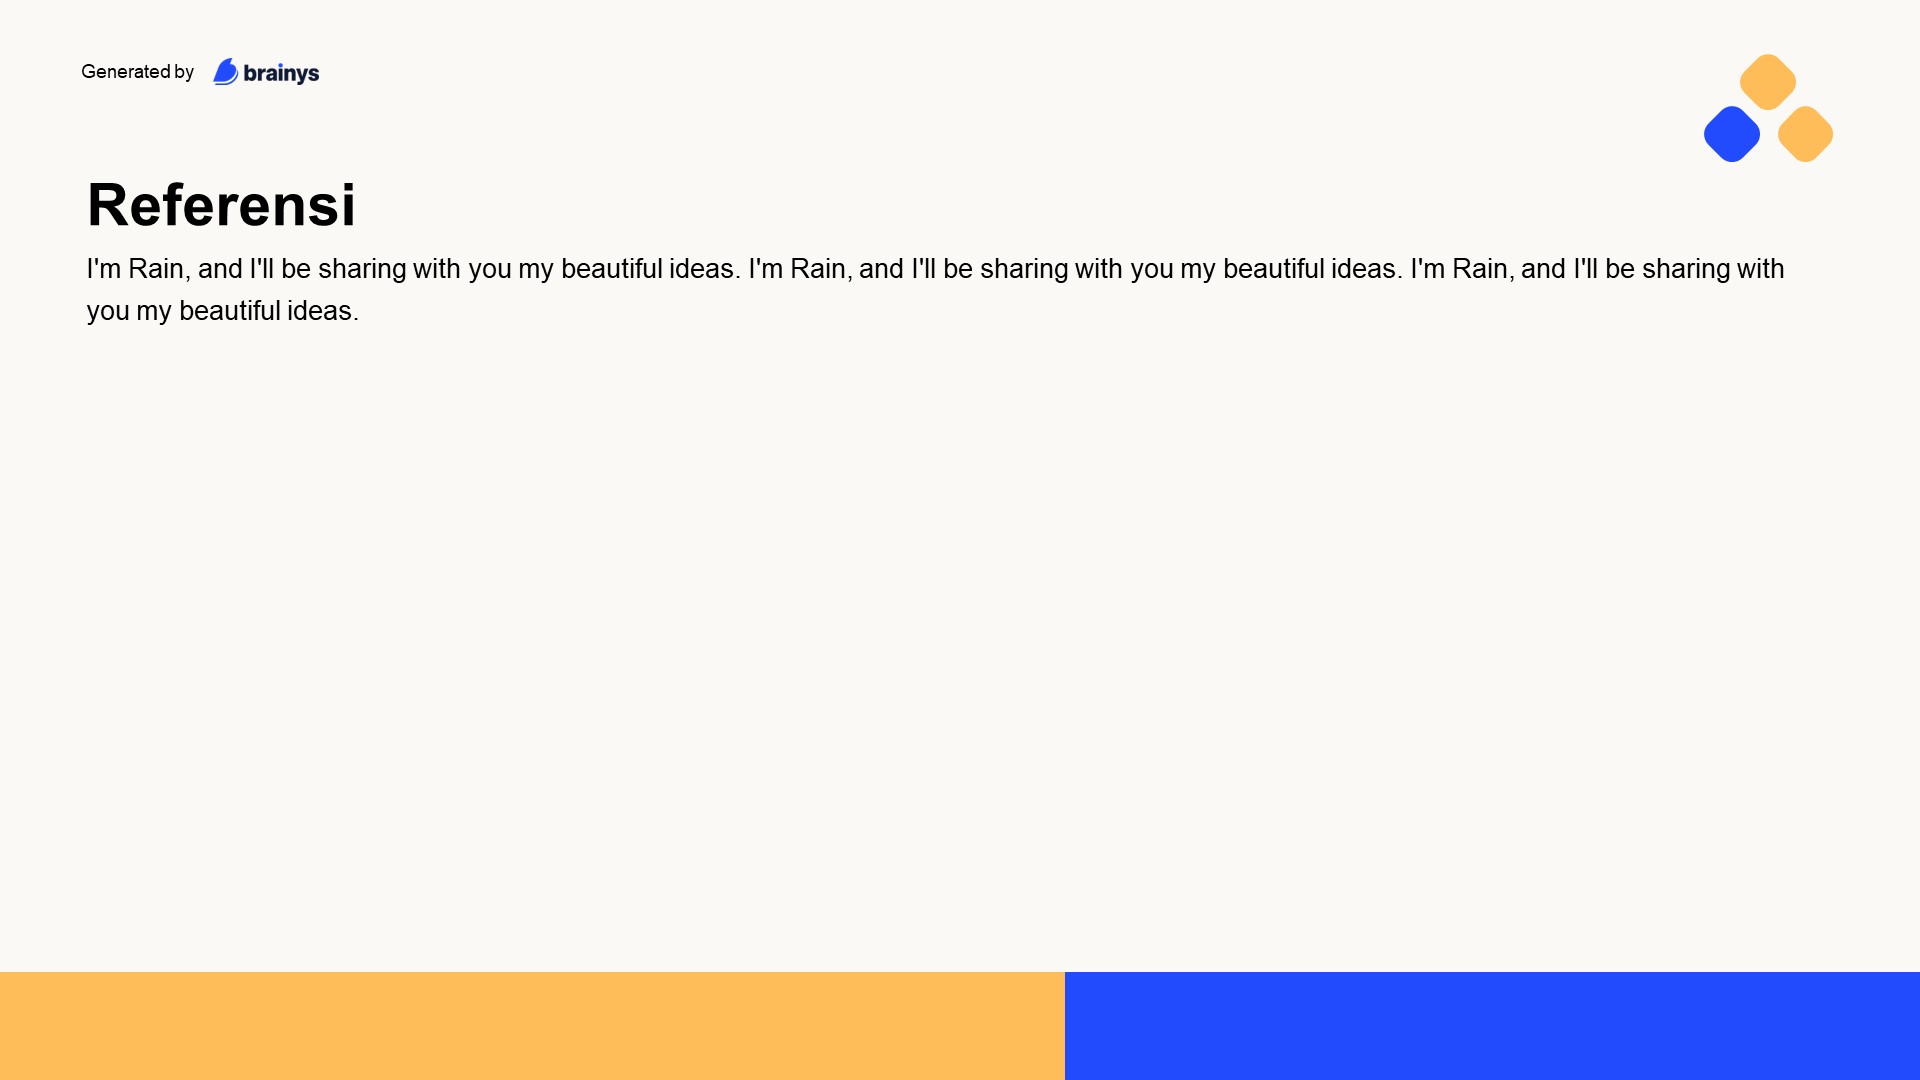 Generated by brainys
Referensi
I'm Rain, and I'll be sharing with you my beautiful ideas. I'm Rain, and I'll be sharing with you my beautiful ideas. I'm Rain, and I'll be sharing with
you my beautiful ideas.